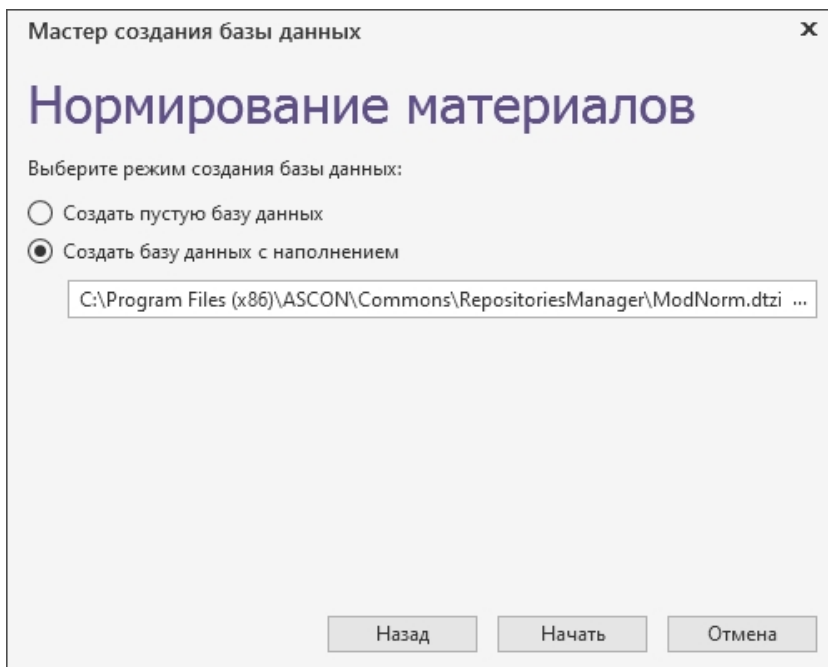 Мастер создания базы данных
x
Нормирование материалов
Выберите режим создания базы данных:
Создать пустую базу данных
Создать базу данных с наполнением
C:\Program Files (x86)\ASCON\Commons\RepositoriesManager\ModNorm.dtzi ...
Назад Начать Отмена